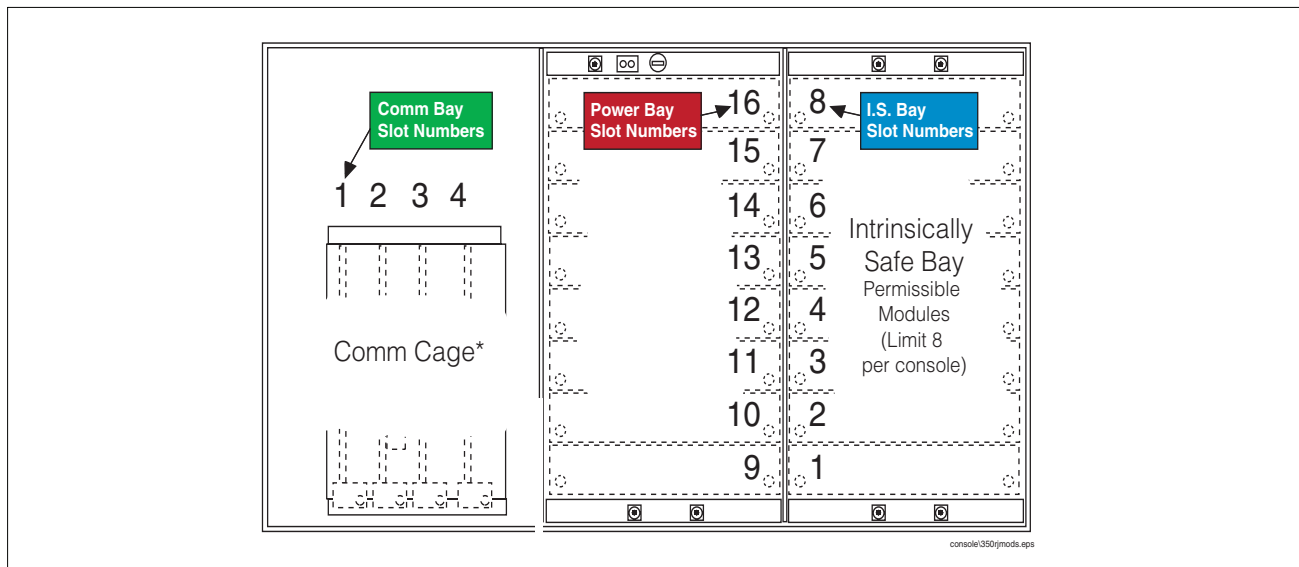 Comm Bay
Slot Numbers
Power Bay
Slot Numbers
I.S. Bay
Slot Numbers
1 2 3 4
Comm Cage*
16
15
14
13
12
11
10
9
8
7
6
5
4
3
2
1
Intrinsically
Safe Bay
Permissible
Modules
(Limit 8
per console)
console\350rjmods.eps